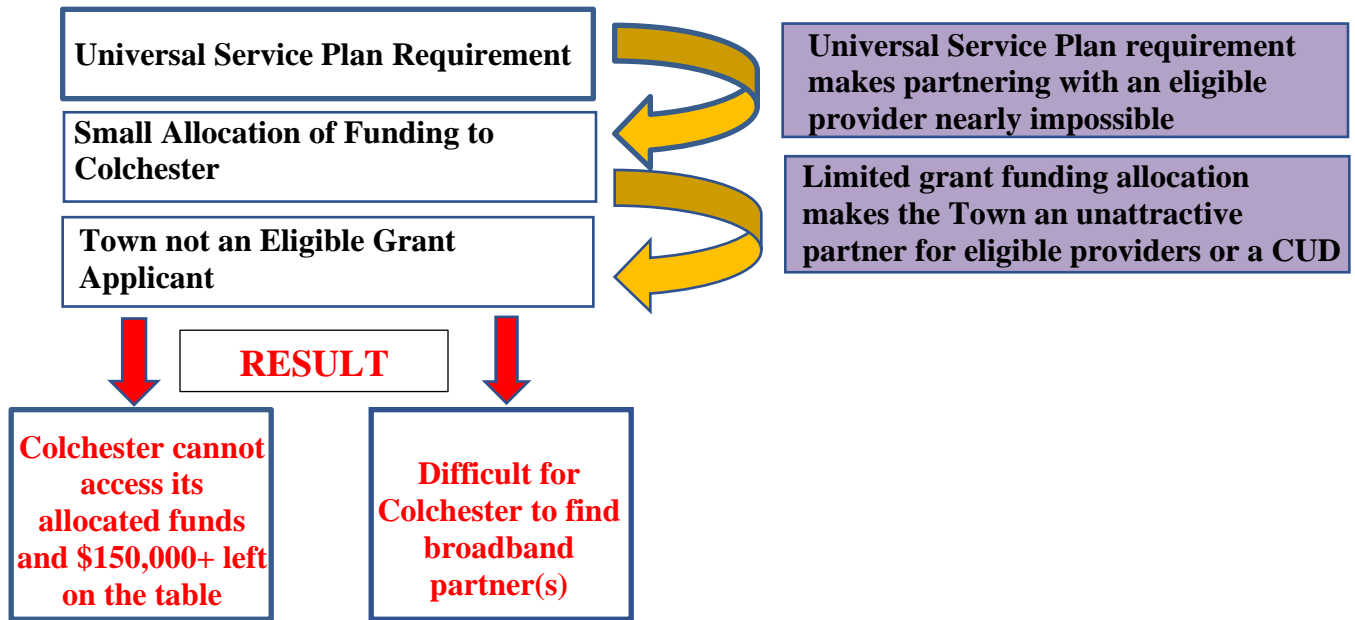 Universal Service Plan Requirement
Universal Service Plan requirement
makes partnering with an eligible
provider nearly impossible
Small Allocation of Funding to
Colchester
Limited grant funding allocation
makes the Town an unattractive
partner for eligible providers or a CUD
Town not an Eligible Grant
Applicant
RESULT
Colchester cannot
access its
allocated funds
and $150,000+ left
on the table
Difficult for
Colchester to find
broadband
partner(s)